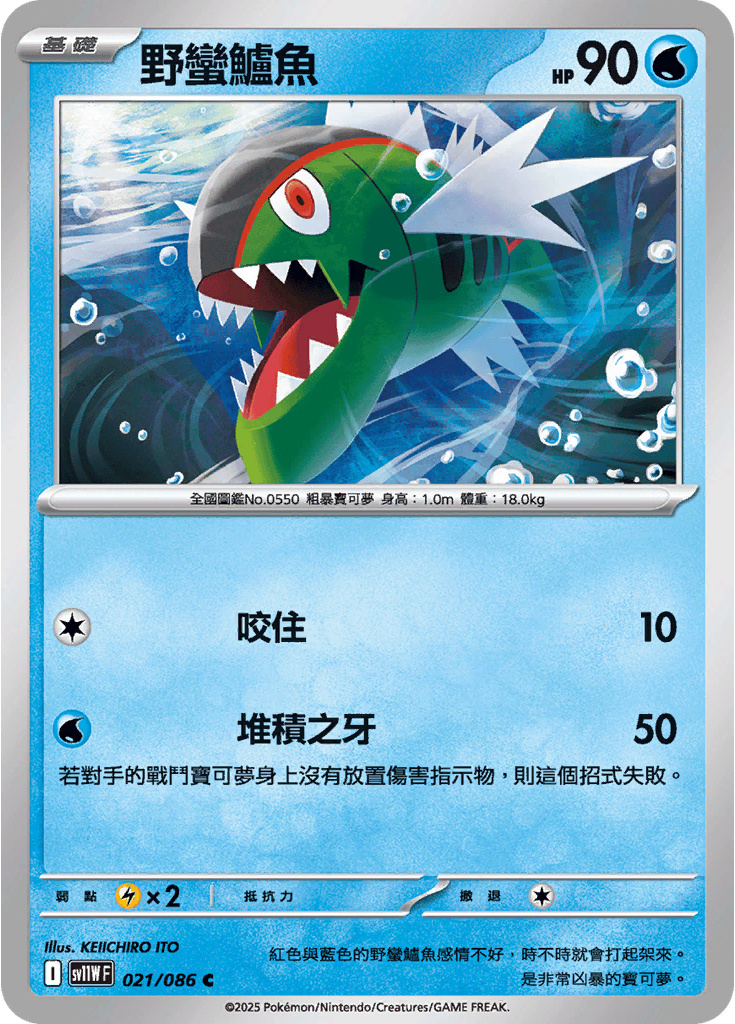 基礎
野蠻鱸魚
HP 90
全國圖鑑No.0550 粗暴寶可夢 身高:1.0m 體重:18.0kg
咬住 10
堆積之牙 50
若對手的戰鬥寶可夢身上沒有放置傷害指示物,則這個招式失敗。
弱點 ×2 抵抗力 撤退
Illus. KEIICHIRO ITO
紅色與藍色的野蠻鱸魚感情不好,時不時就會打起架來。
是非常凶暴的寶可夢。
I sv11W F 021/086 C
©2025 Pokémon/Nintendo/Creatures/GAME FREAK.